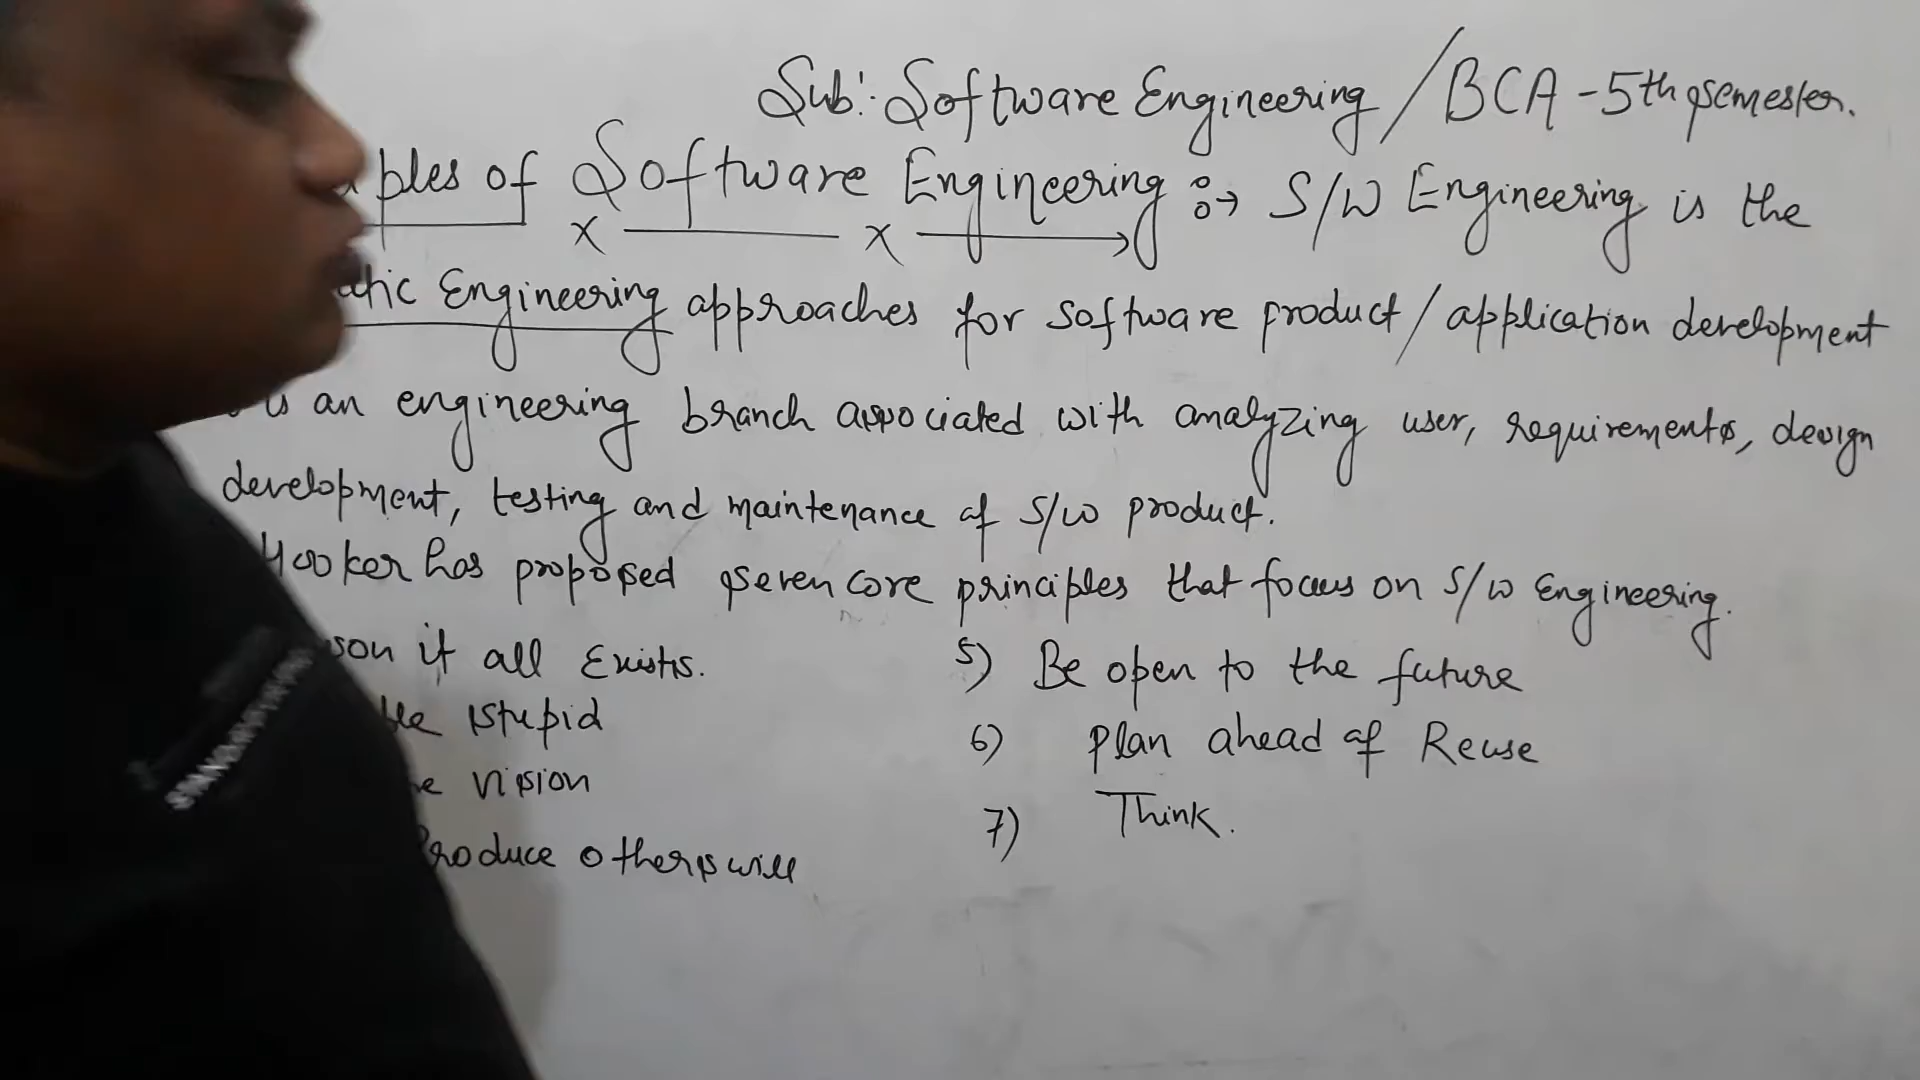 Sub: Software Engineering / BCA - 5th semester.
ples of Software Engineering :→ S/W Engineering is the
atic Engineering approaches for software product / application development
is an engineering branch associated with analyzing user, requirements, design
development, testing and maintenance of S/W product.
Hooker has proposed seven core principles that focus on S/W Engineering.
son it all Exists.
ble stupid
e vision
Produce others will
5) Be open to the future
6) Plan ahead of Reuse
7) Think.